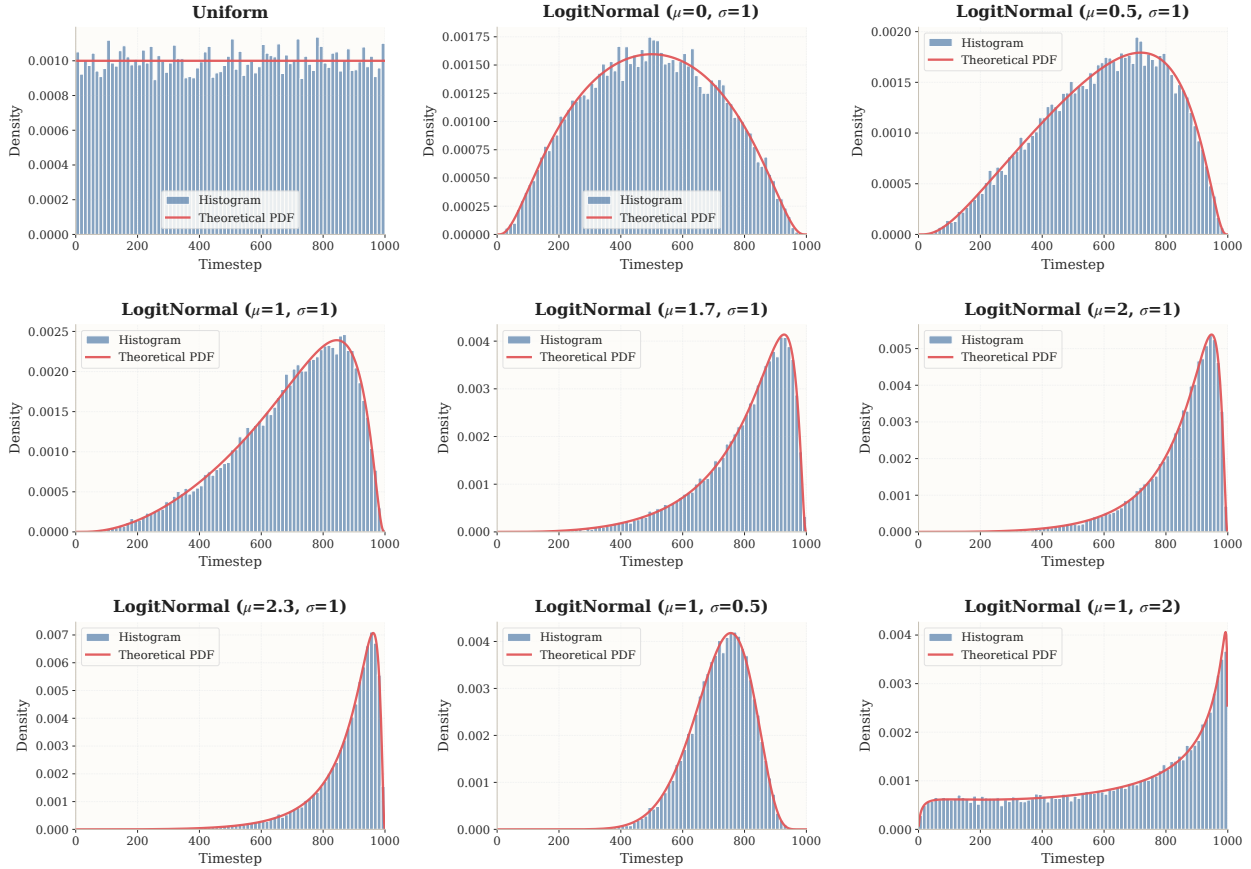 Uniform
0.0010
0.0008
0.0006
0.0004
0.0002
0.0000
Density
Histogram
Theoretical PDF
0 200 400 600 800 1000
Timestep
LogitNormal (μ=0, σ=1)
0.00175
0.00150
0.00125
0.00100
0.00075
0.00050
0.00025
0.00000
Density
Histogram
Theoretical PDF
0 200 400 600 800 1000
Timestep
LogitNormal (μ=0.5, σ=1)
0.0020
0.0015
0.0010
0.0005
0.0000
Density
Histogram
Theoretical PDF
0 200 400 600 800 1000
Timestep
LogitNormal (μ=1, σ=1)
0.0025
0.0020
0.0015
0.0010
0.0005
0.0000
Density
Histogram
Theoretical PDF
0 200 400 600 800 1000
Timestep
LogitNormal (μ=1.7, σ=1)
0.004
0.003
0.002
0.001
0.000
Density
Histogram
Theoretical PDF
0 200 400 600 800 1000
Timestep
LogitNormal (μ=2, σ=1)
0.005
0.004
0.003
0.002
0.001
0.000
Density
Histogram
Theoretical PDF
0 200 400 600 800 1000
Timestep
LogitNormal (μ=2.3, σ=1)
0.007
0.006
0.005
0.004
0.003
0.002
0.001
0.000
Density
Histogram
Theoretical PDF
0 200 400 600 800 1000
Timestep
LogitNormal (μ=1, σ=0.5)
0.004
0.003
0.002
0.001
0.000
Density
Histogram
Theoretical PDF
0 200 400 600 800 1000
Timestep
LogitNormal (μ=1, σ=2)
0.004
0.003
0.002
0.001
0.000
Density
Histogram
Theoretical PDF
0 200 400 600 800 1000
Timestep